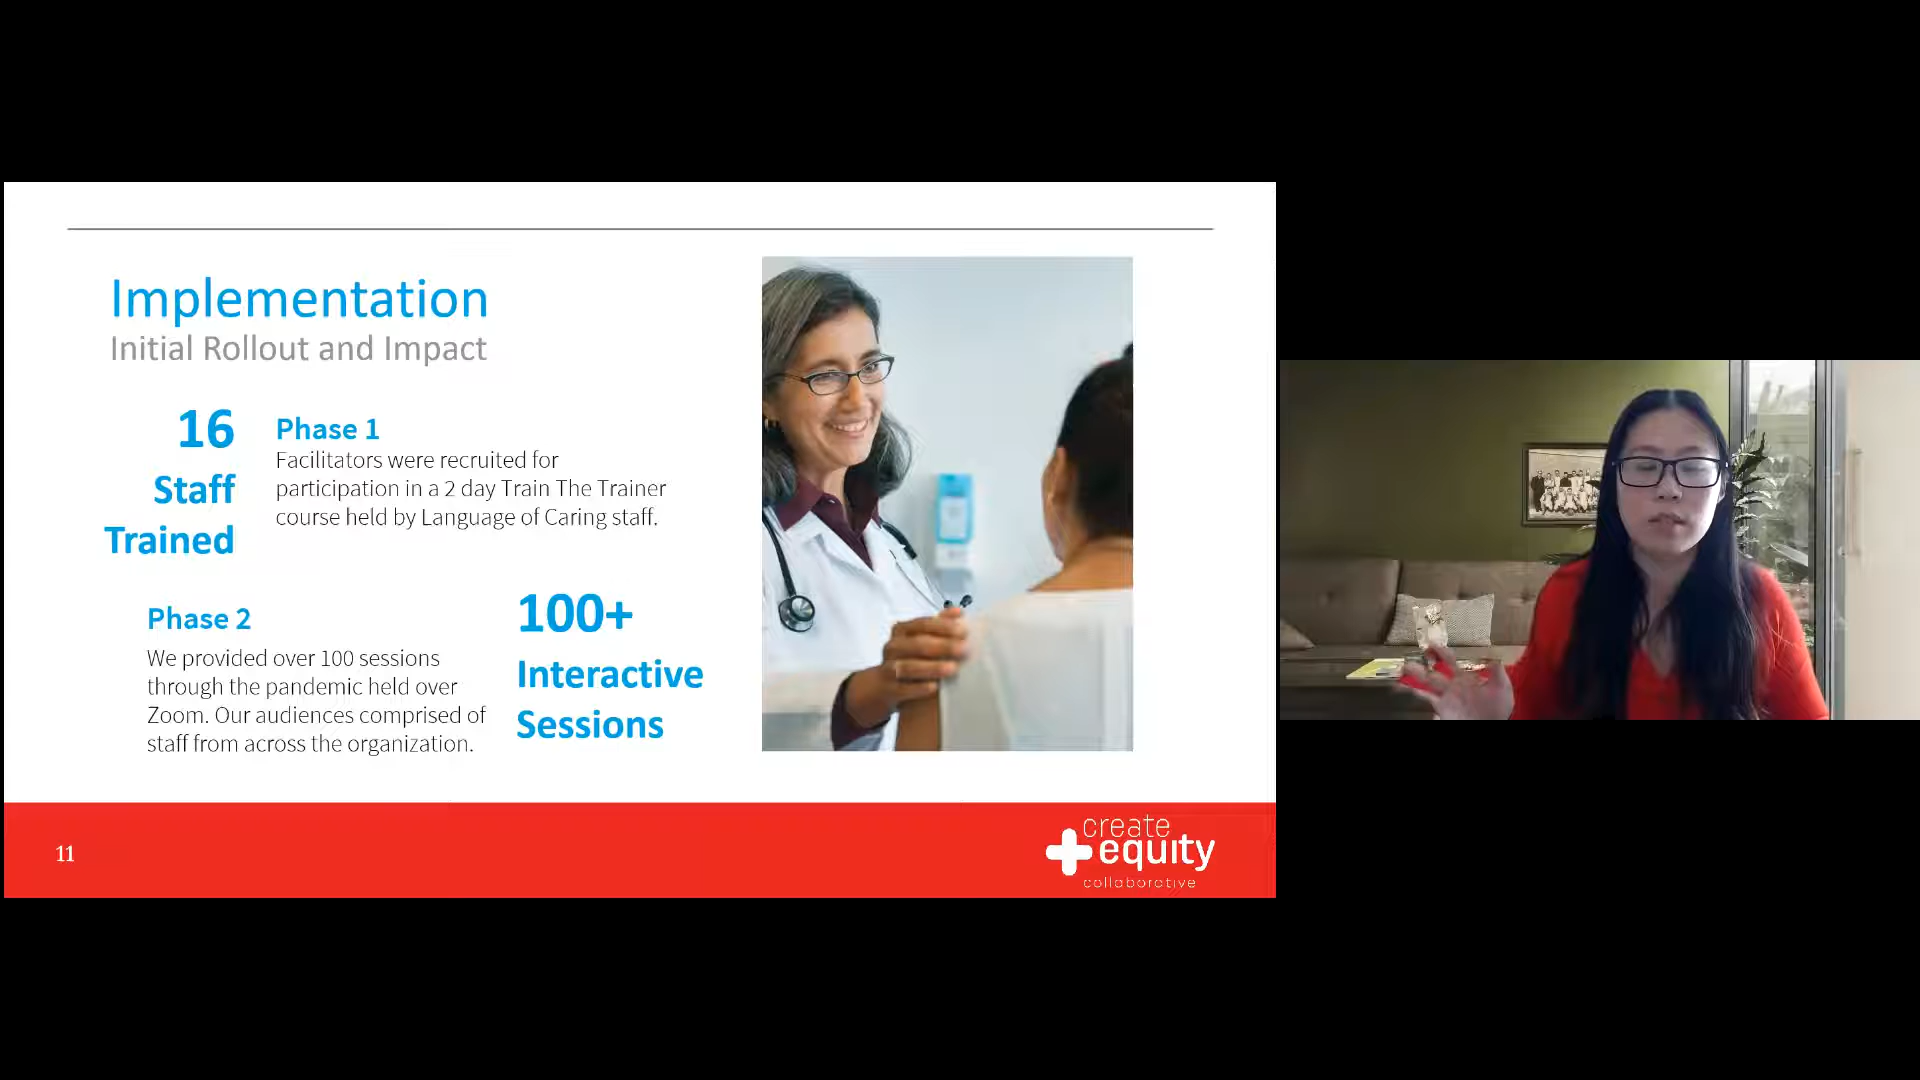 Implementation
Initial Rollout and Impact
16
Staff
Trained
Phase 1
Facilitators were recruited for
participation in a 2 day Train The Trainer
course held by Language of Caring staff.
Phase 2
We provided over 100 sessions
through the pandemic held over
Zoom. Our audiences comprised of
staff from across the organization.
100+
Interactive
Sessions
11
create
equity
collaborative